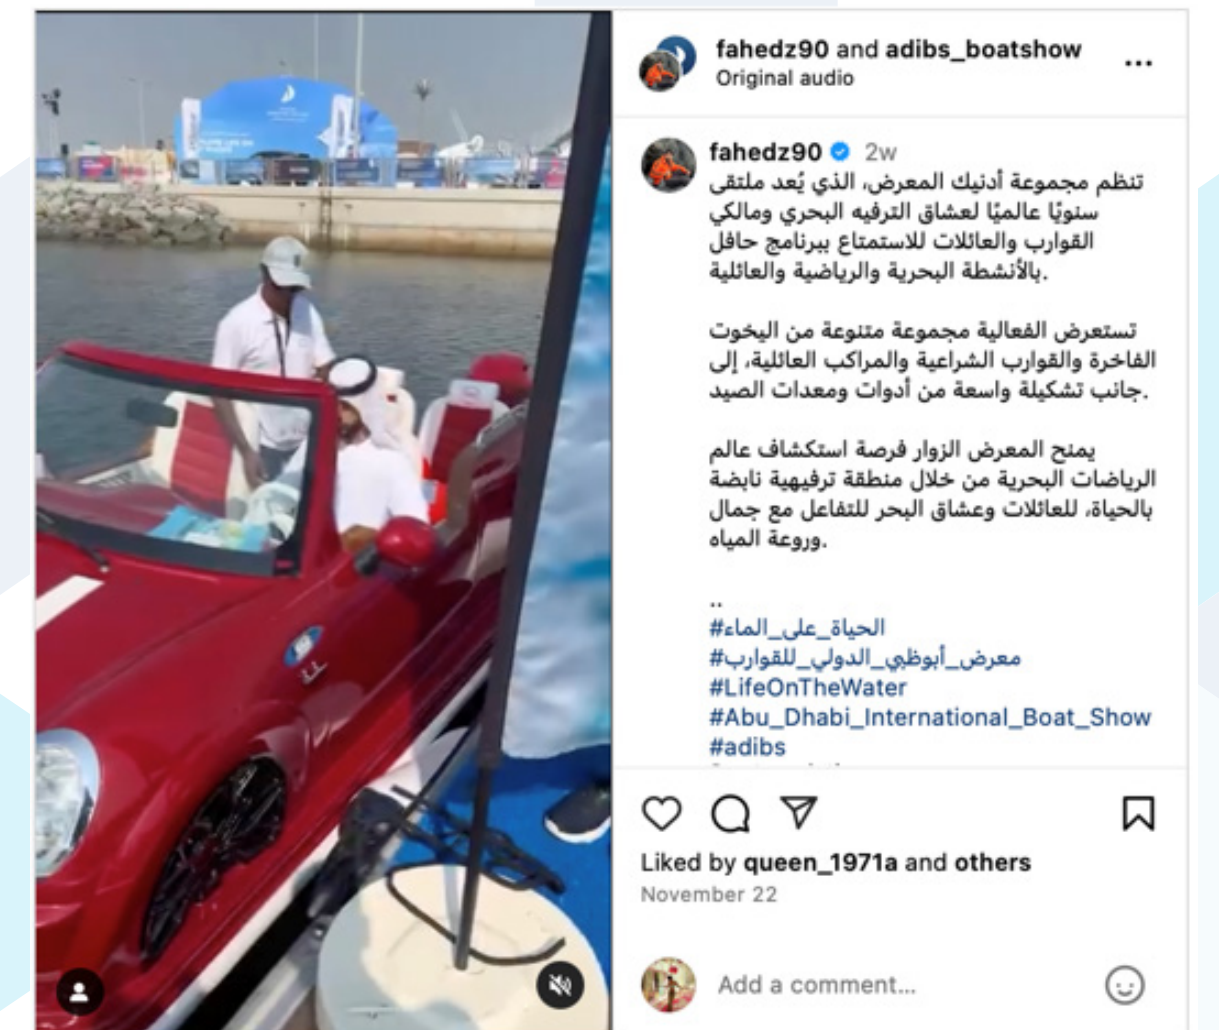 fahedz90 and adibs_boatshow
Original audio
fahedz90 2w
تنظم مجموعة أدنيك المعرض، الذي يُعد ملتقى
سنويًا عالميًا لعشاق الترفيه البحري ومالكي
القوارب والعائلات للاستمتاع ببرنامج حافل
بالأنشطة البحرية والرياضية والعائلية.
تستعرض الفعالية مجموعة متنوعة من اليخوت
الفاخرة والقوارب الشراعية والمراكب العائلية، إلى
جانب تشكيلة واسعة من أدوات ومعدات الصيد.
يمنح المعرض الزوار فرصة استكشاف عالم
الرياضات البحرية من خلال منطقة ترفيهية نابضة
بالحياة، للعائلات وعشاق البحر للتفاعل مع جمال
وروعة المياه.
..
#الحياة_على_الماء
#معرض_أبوظبي_الدولي_للقوارب
#LifeOnTheWater
#Abu_Dhabi_International_Boat_Show
#adibs
Liked by queen_1971a and others
November 22
Add a comment...